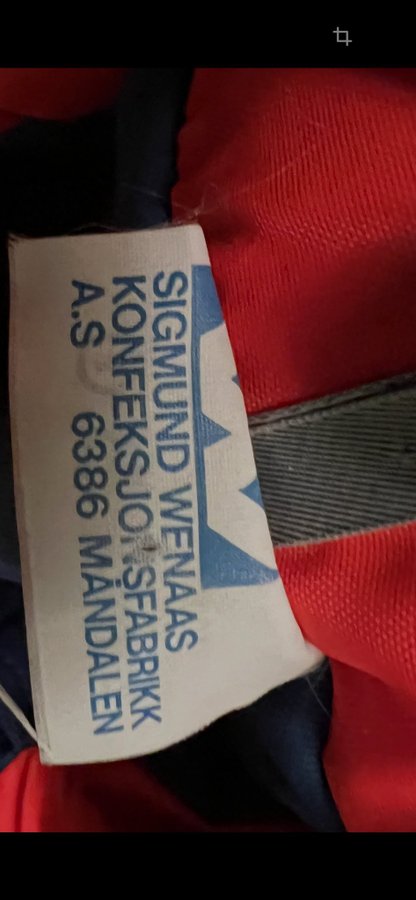 SIGMUND WENAAS
KONFEKSJONSFABRIKK
A.S 6386 MÅNDALEN